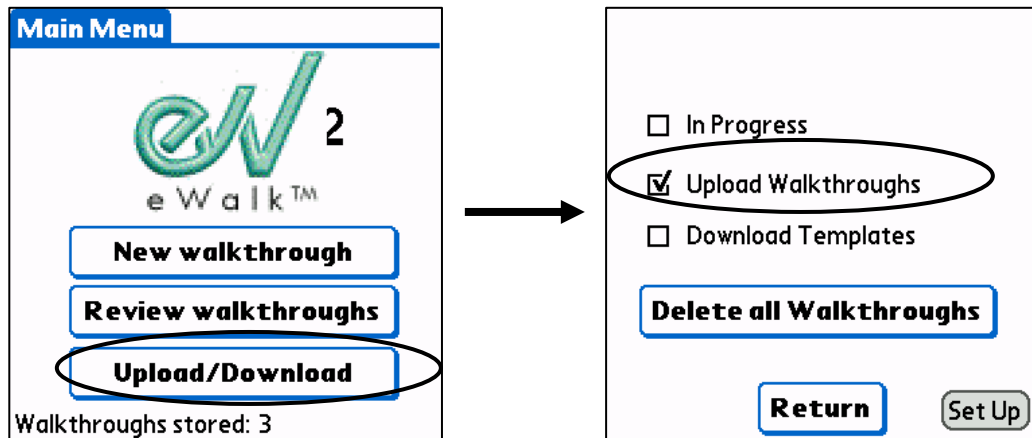 Main Menu
eW 2
eWalk™
New walkthrough
Review walkthroughs
Upload/Download
Walkthroughs stored: 3
In Progress
Upload Walkthroughs
Download Templates
Delete all Walkthroughs
Return
Set Up